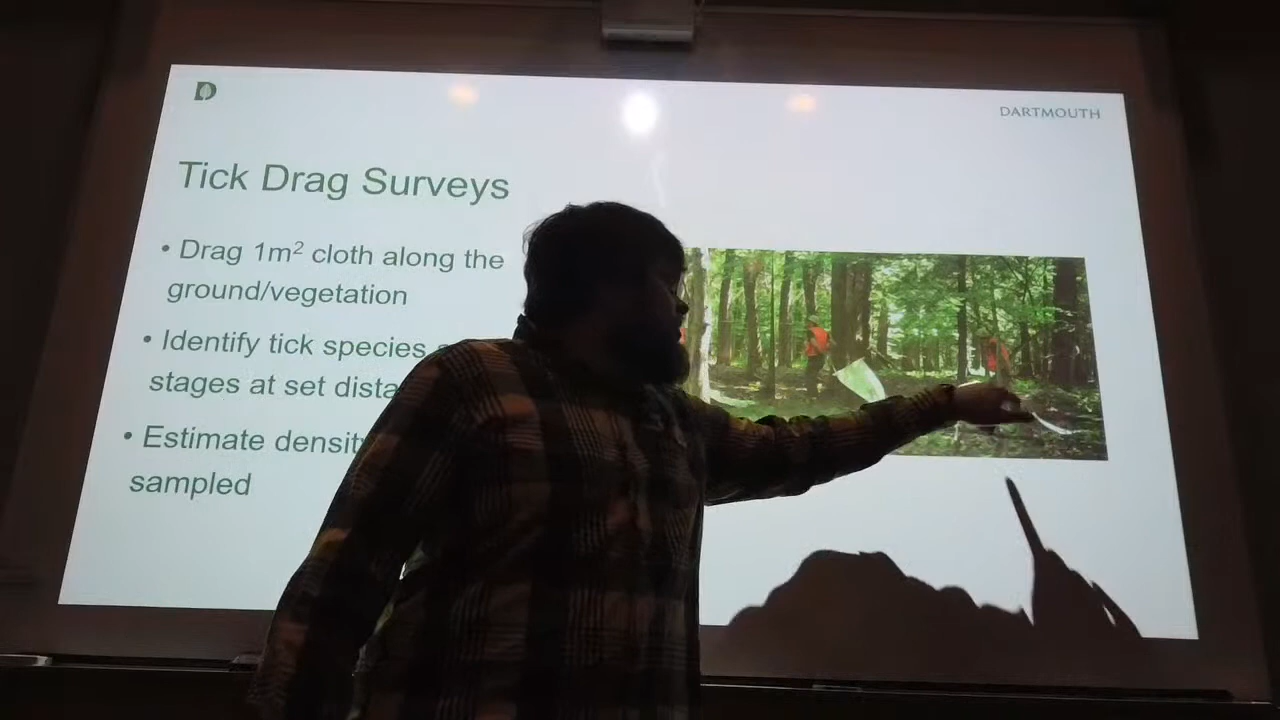 D
DARTMOUTH
Tick Drag Surveys
• Drag 1m² cloth along the
ground/vegetation
• Identify tick species
stages at set
• Estimate
sampled